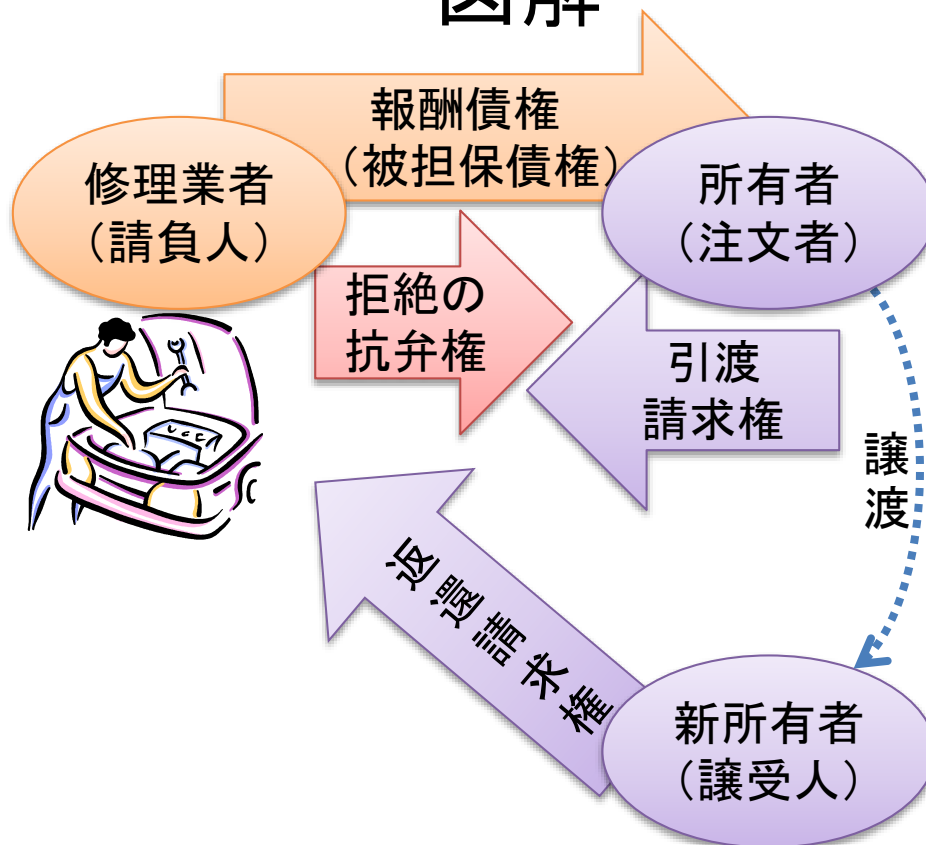 図解
報酬債権
（被担保債権）
修理業者
（請負人）
所有者
（注文者）
拒絶の
抗弁権
引渡
請求権
譲渡
返還請求権
新所有者
（譲受人）